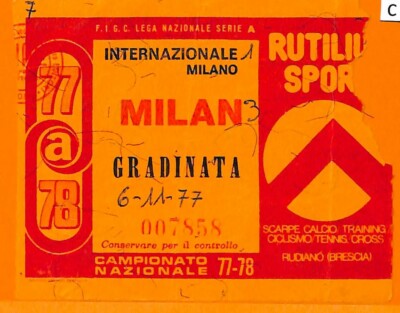 7
C
F.I.G.C. LEGA NAZIONALE SERIE A
INTERNAZIONALE 1
MILANO
MILAN 3
GRADINATA
6-11-77
007858
Conservare per il controllo
CAMPIONATO
NAZIONALE 77-78
77
a
78
RUTILIU
SPOR
SCARPE CALCIO, TRAINING
CICLISMO/TENNIS, CROSS
RUDIANO (BRESCIA)